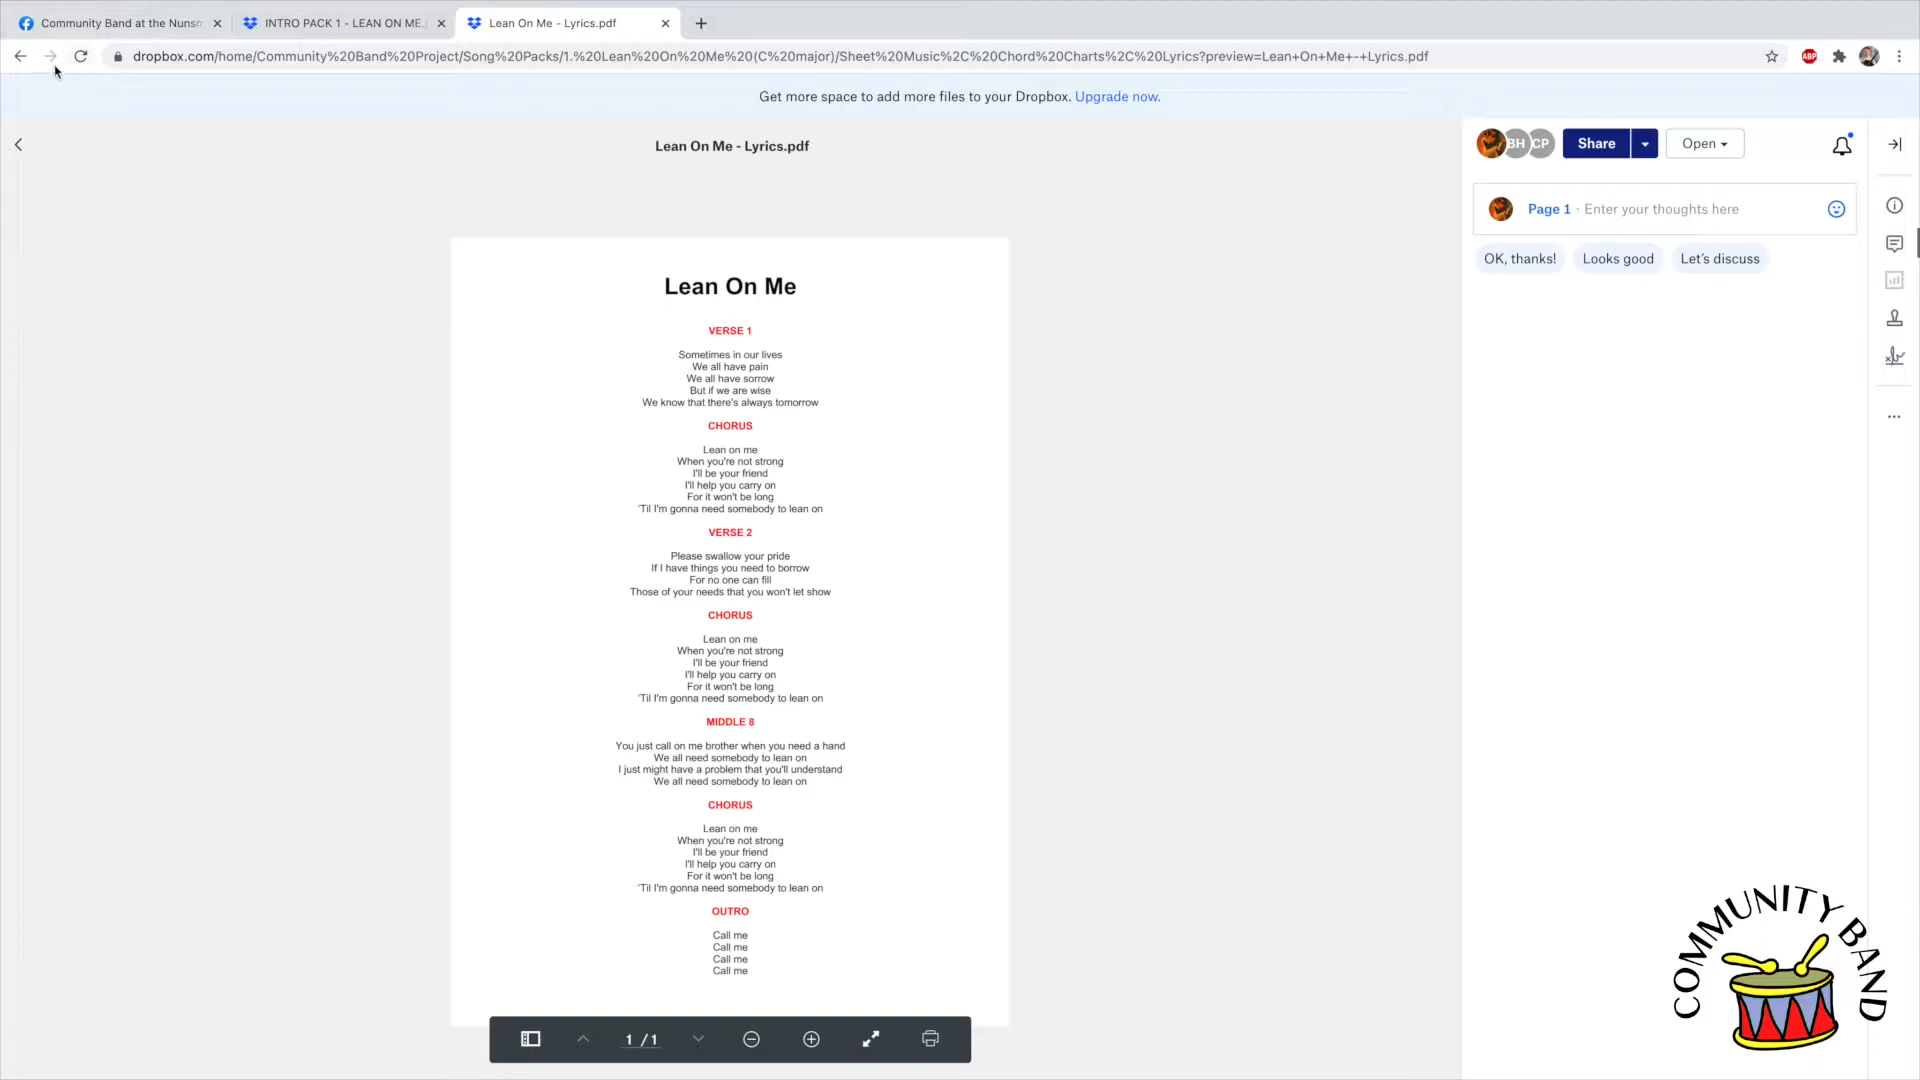 Community Band at the Nunsm
INTRO PACK 1 - LEAN ON ME.
Lean On Me - Lyrics.pdf
dropbox.com/home/Community%20Band%20Project/Song%20Packs/1.%20Lean%20On%20Me%20(C%20major)/Sheet%20Music%2C%20Chord%20Charts%2C%20Lyrics?preview=Lean+On+Me+-+Lyrics.pdf
ABP
Get more space to add more files to your Dropbox. Upgrade now.
Lean On Me - Lyrics.pdf
BH
CP
Share
Open
Page 1 · Enter your thoughts here
OK, thanks!
Looks good
Let's discuss
Lean On Me
VERSE 1
Sometimes in our lives
We all have pain
We all have sorrow
But if we are wise
We know that there's always tomorrow
CHORUS
Lean on me
When you're not strong
I'll be your friend
I'll help you carry on
For it won't be long
'Til I'm gonna need somebody to lean on
VERSE 2
Please swallow your pride
If I have things you need to borrow
For no one can fill
Those of your needs that you won't let show
CHORUS
Lean on me
When you're not strong
I'll be your friend
I'll help you carry on
For it won't be long
'Til I'm gonna need somebody to lean on
MIDDLE 8
You just call on me brother when you need a hand
We all need somebody to lean on
I just might have a problem that you'll understand
We all need somebody to lean on
CHORUS
Lean on me
When you're not strong
I'll be your friend
I'll help you carry on
For it won't be long
'Til I'm gonna need somebody to lean on
OUTRO
Call me
Call me
Call me
Call me
1 / 1
COMMUNITY BAND